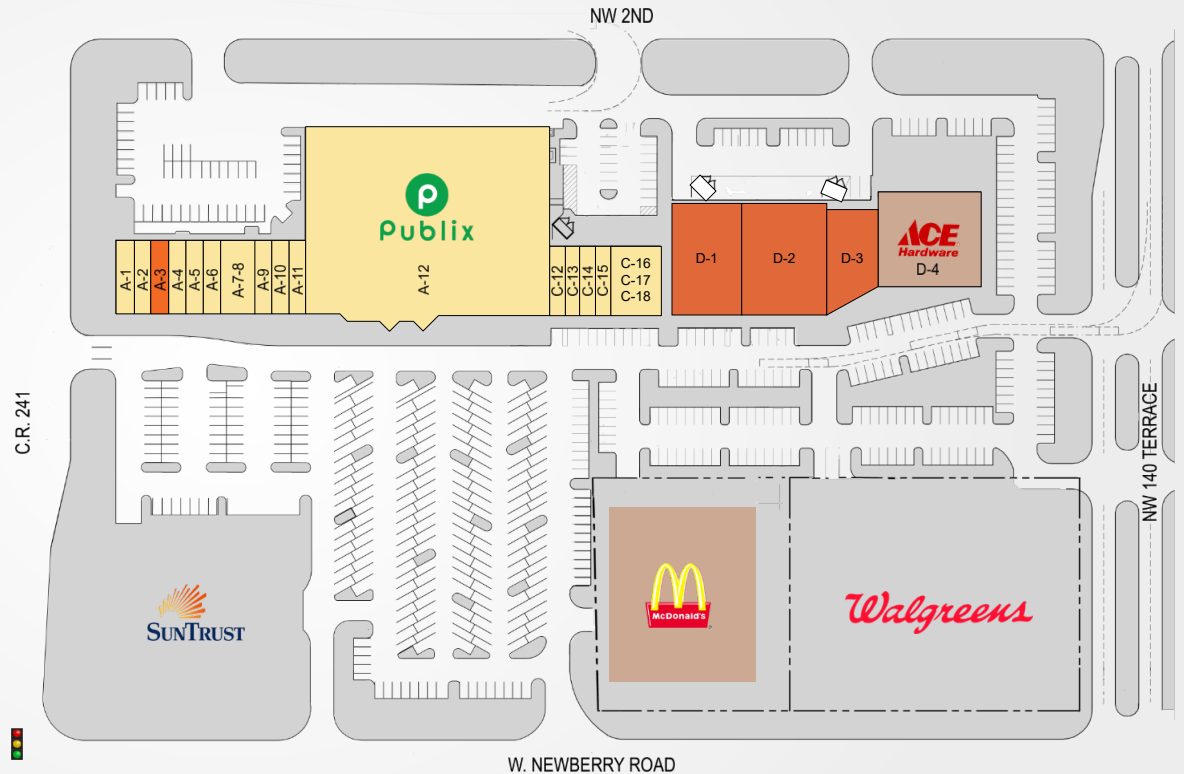 NW 2ND
Publix
A-1
A-2
A-3
A-4
A-5
A-6
A-7-8
A-9
A-10
A-11
A-12
C-12
C-13
C-14
C-15
C-16
C-17
C-18
D-1
D-2
D-3
ACE
Hardware
D-4
C.R. 241
NW 140 TERRACE
SUNTRUST
McDonald's
Walgreens
W. NEWBERRY ROAD